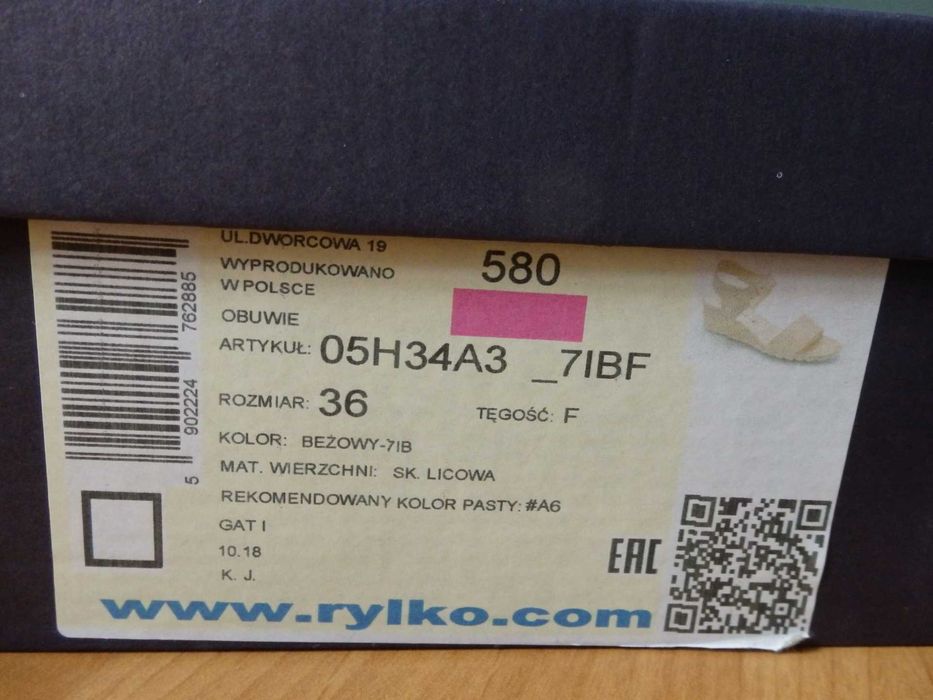 UL.DWORCOWA 19
WYPRODUKOWANO
W POLSCE
580
OBUWIE
ARTYKUŁ: 05H34A3 _7IBF
ROZMIAR: 36 TĘGOŚĆ: F
KOLOR: BEŻOWY-7IB
MAT. WIERZCHNI: SK. LICOWA
REKOMENDOWANY KOLOR PASTY: #A6
GAT I
10.18
K. J.
EAC
www.rylko.com
5 902224 762885